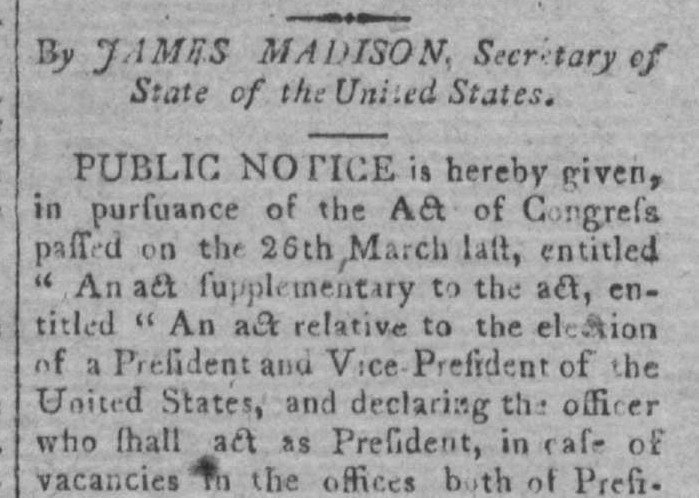 By JAMES MADISON, Secretary of
State of the United States.
PUBLIC NOTICE is hereby given,
in purſuance of the Act of Congreſs
paſſed on the 26th March laſt, entitled
“ An act ſupplementary to the act, en-
titled “ An act relative to the election
of a Preſident and Vice-Preſident of the
United States, and declaring the officer
who ſhall act as Preſident, in caſe of
vacancies in the offices both of Preſi-